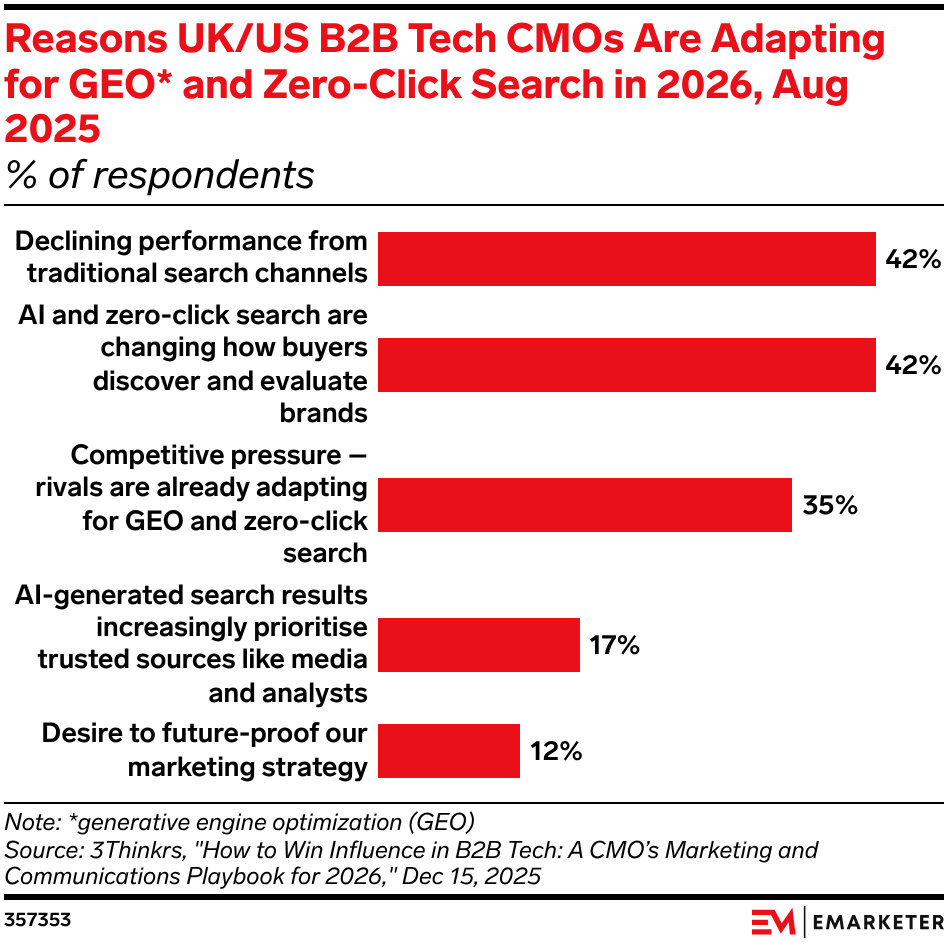 Reasons UK/US B2B Tech CMOs Are Adapting
for GEO* and Zero-Click Search in 2026, Aug
2025
% of respondents
Declining performance from
traditional search channels
42%
AI and zero-click search are
changing how buyers
discover and evaluate
brands
42%
Competitive pressure –
rivals are already adapting
for GEO and zero-click
search
35%
AI-generated search results
increasingly prioritise
trusted sources like media
and analysts
17%
Desire to future-proof our
marketing strategy
12%
Note: *generative engine optimization (GEO)
Source: 3Thinkrs, "How to Win Influence in B2B Tech: A CMO's Marketing and
Communications Playbook for 2026," Dec 15, 2025
357353
EM | EMARKETER